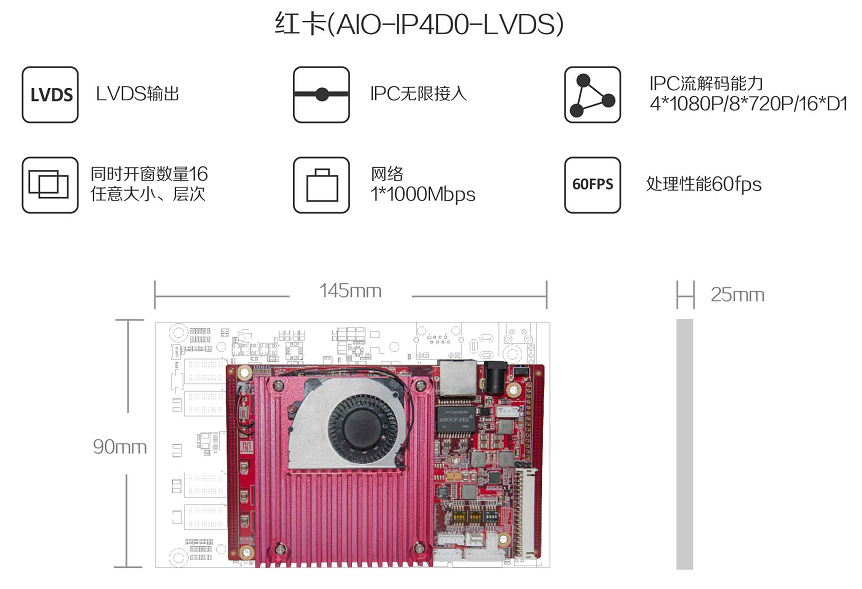 红卡(AIO-IP4D0-LVDS)
LVDS
LVDS输出
IPC无限接入
IPC流解码能力
4*1080P/8*720P/16*D1
同时开窗数量16
任意大小、层次
网络
1*1000Mbps
60FPS
处理性能60fps
145mm
25mm
90mm
GROUP-TEK